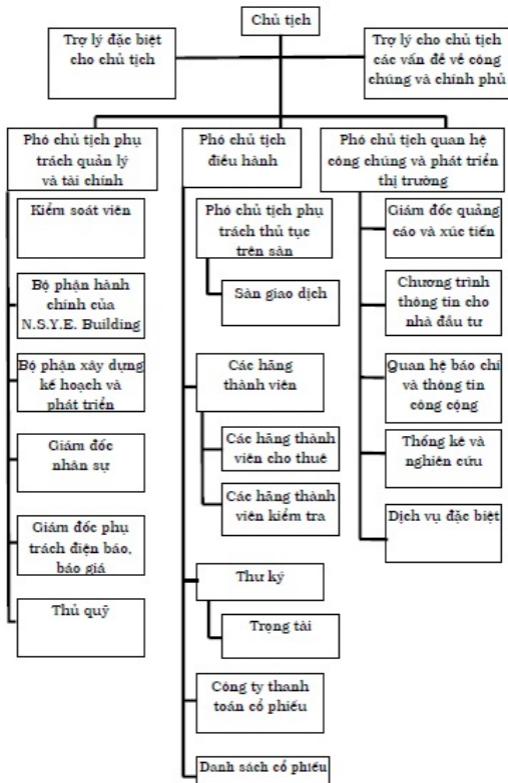 Chủ tịch
Trợ lý đặc biệt
cho chủ tịch
Trợ lý cho chủ tịch
các vấn đề về công
chúng và chính phủ
Phó chủ tịch phụ
trách quản lý
và tài chính
Kiểm soát viên
Bộ phận hành
chính của
N.S.Y.E. Building
Bộ phận xây dựng
kế hoạch và
phát triển
Giám đốc
nhân sự
Giám đốc phụ
trách điện báo,
báo giá
Thủ quỹ
Phó chủ tịch
điều hành
Phó chủ tịch phụ
trách thủ tục
trên sàn
Sàn giao dịch
Các hãng
thành viên
Các hãng thành
viên cho thuê
Các hãng thành
viên kiểm tra
Thư ký
Trọng tài
Công ty thanh
toán cổ phiếu
Danh sách cổ phiếu
Phó chủ tịch quan hệ
công chúng và phát triển
thị trường
Giám đốc quảng
cáo và xúc tiến
Chương trình
thông tin cho
nhà đầu tư
Quan hệ báo chí
và thông tin
công cộng
Thống kê và
nghiên cứu
Dịch vụ đặc biệt